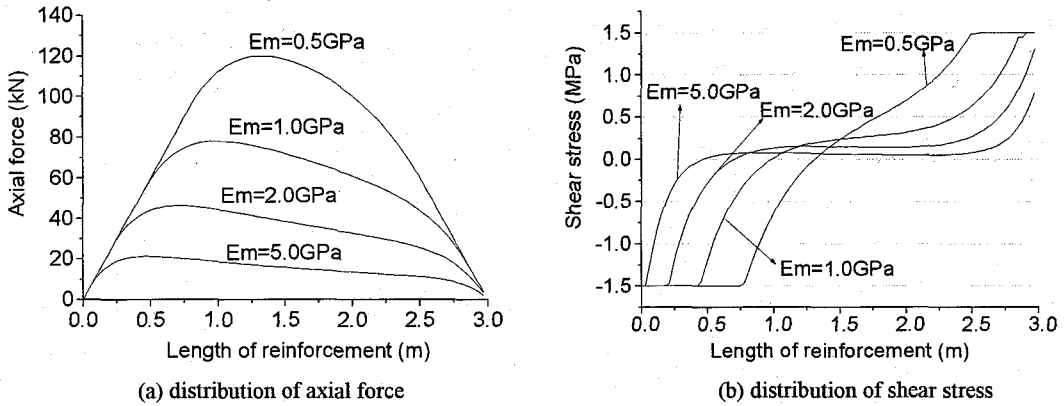 140
120
100
80
60
40
20
0
Axial force (kN)
Em=0.5GPa
Em=1.0GPa
Em=2.0GPa
Em=5.0GPa
0.0 0.5 1.0 1.5 2.0 2.5 3.0
Length of reinforcement (m)
(a) distribution of axial force
1.5
1.0
0.5
0.0
-0.5
-1.0
-1.5
Shear stress (MPa)
Em=0.5GPa
Em=5.0GPa
Em=2.0GPa
Em=1.0GPa
0.0 0.5 1.0 1.5 2.0 2.5 3.0
Length of reinforcement (m)
(b) distribution of shear stress